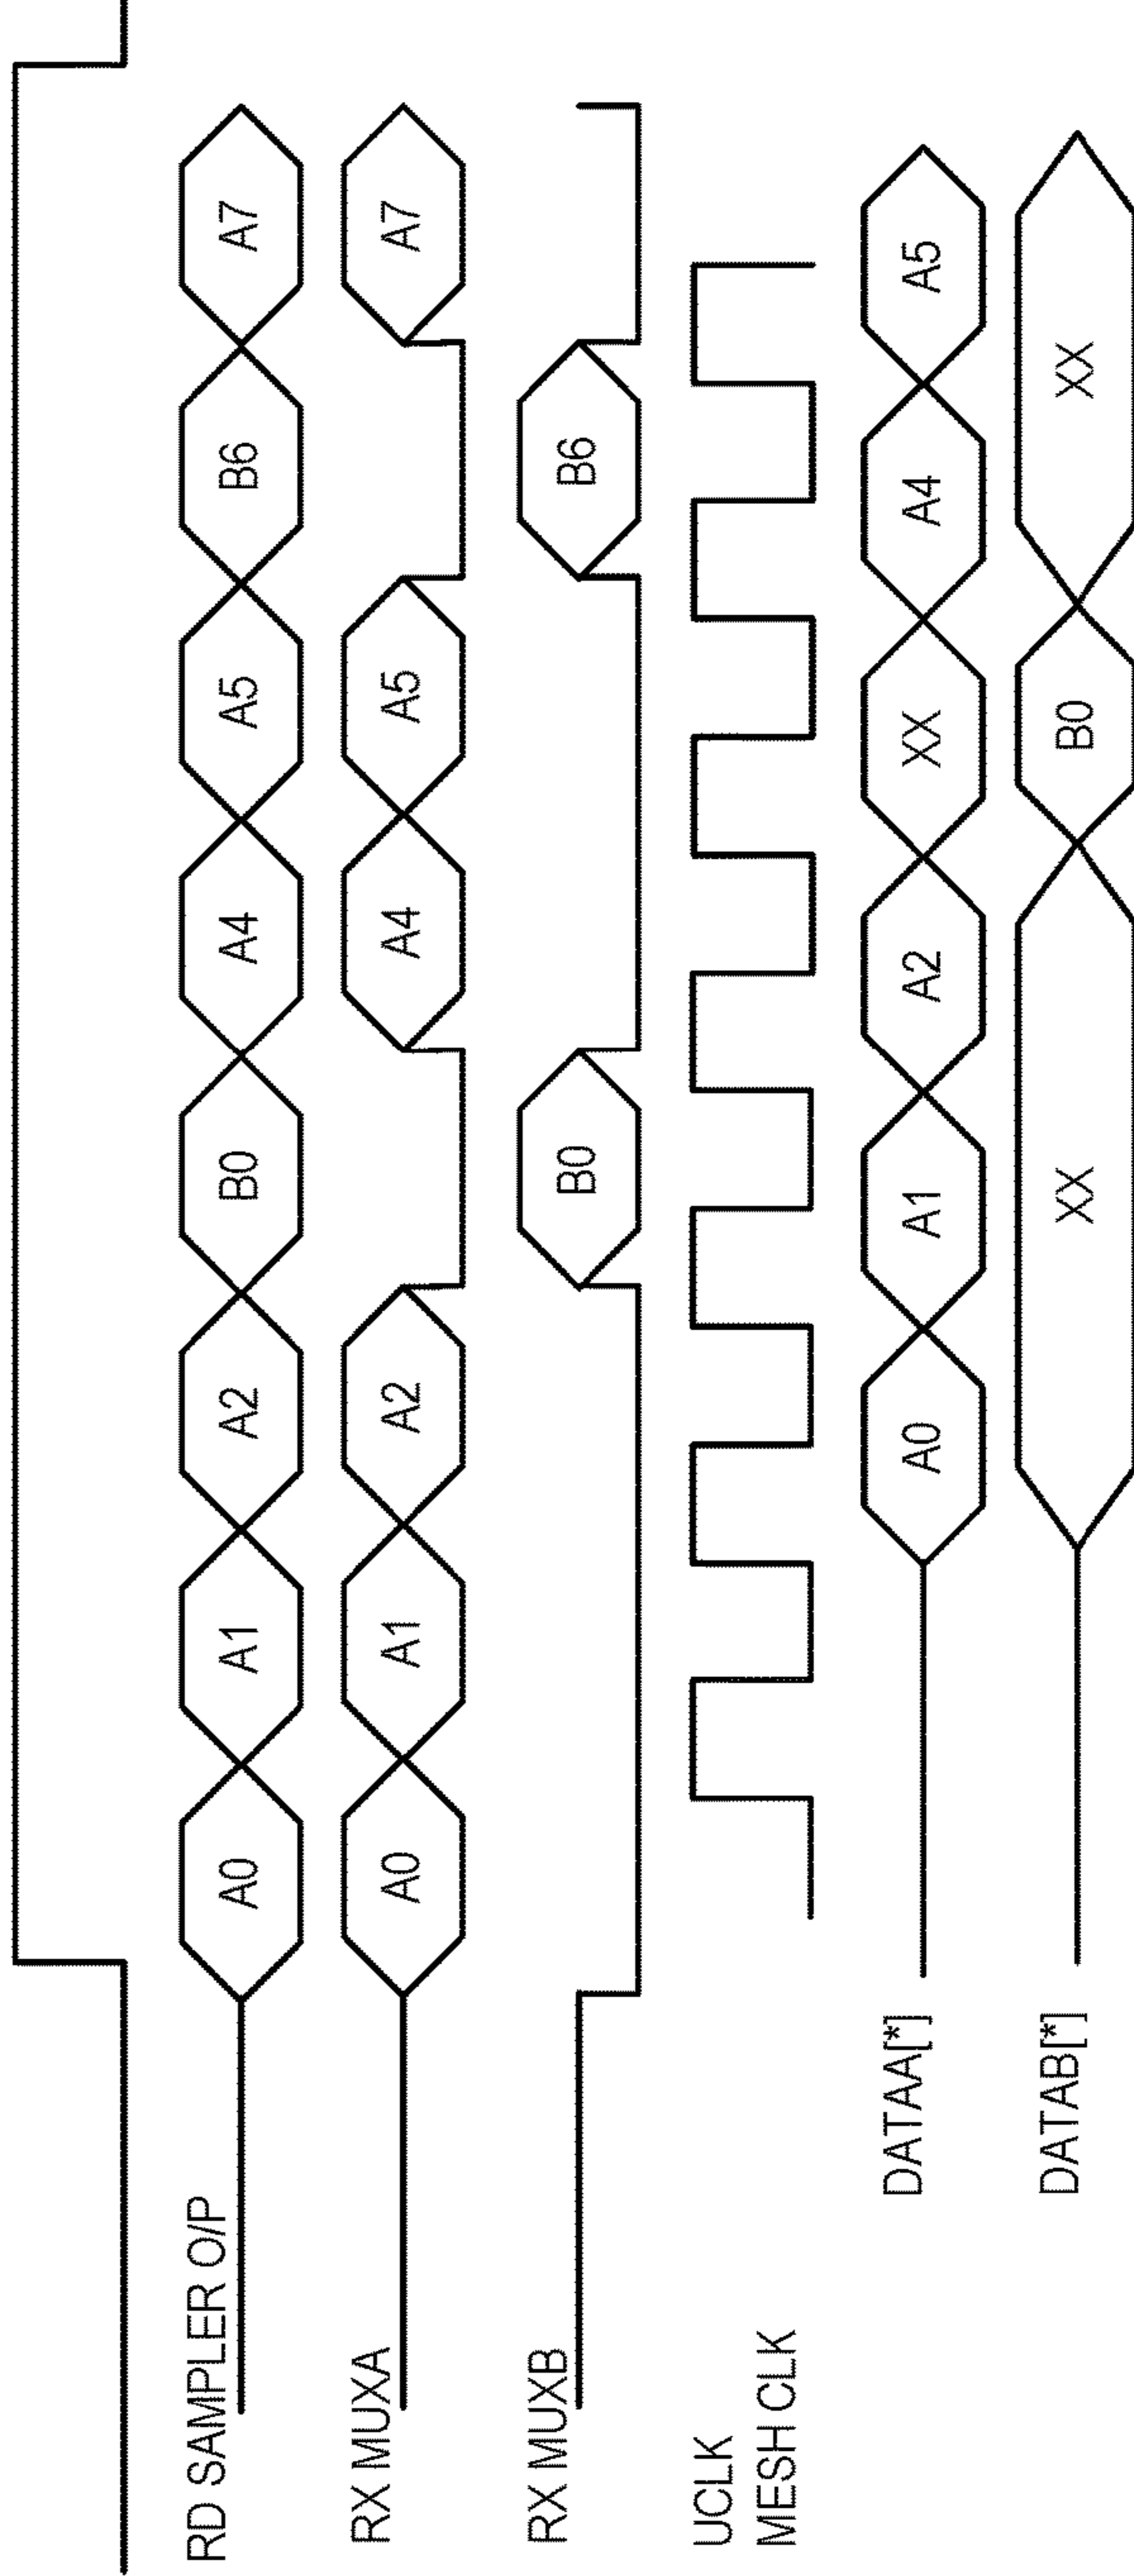 RD SAMPLER O/P A0 A1 A2 B0 A4 A5 B6 A7
RX MUXA A0 A1 A2 A4 A5 A7
RX MUXB B0 B6
UCLK
MESH CLK
DATAA[*] A0 A1 A2 XX A4 A5
DATAB[*] XX B0 XX